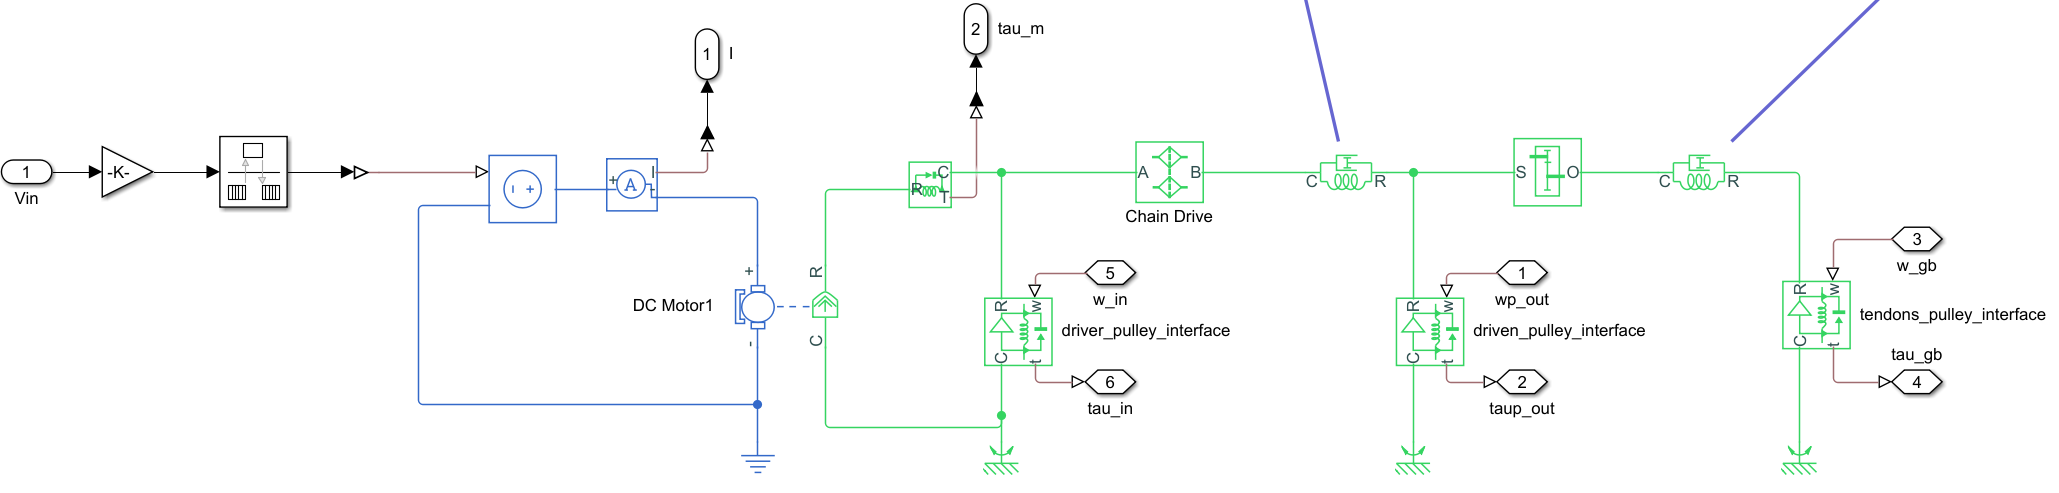 1
Vin
-K-
- +
+
A
I
-
1
I
2
tau_m
DC Motor1
+
-
R
C
R
C
T
A
B
Chain Drive
C
R
S
O
C
R
5
w_in
R
w
driver_pulley_interface
C
t
6
tau_in
1
wp_out
R
w
driven_pulley_interface
C
t
2
taup_out
3
w_gb
R
w
tendons_pulley_interface
C
t
tau_gb
4